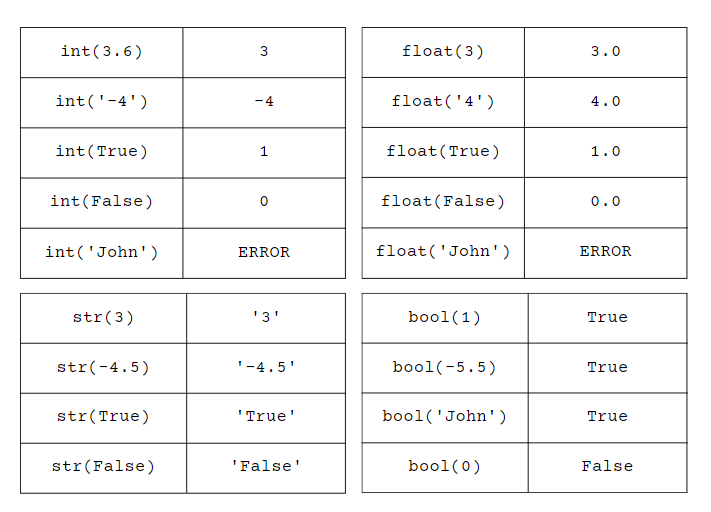 int(3.6) 3
int('-4') -4
int(True) 1
int(False) 0
int('John') ERROR
float(3) 3.0
float('4') 4.0
float(True) 1.0
float(False) 0.0
float('John') ERROR
str(3) '3'
str(-4.5) '-4.5'
str(True) 'True'
str(False) 'False'
bool(1) True
bool(-5.5) True
bool('John') True
bool(0) False